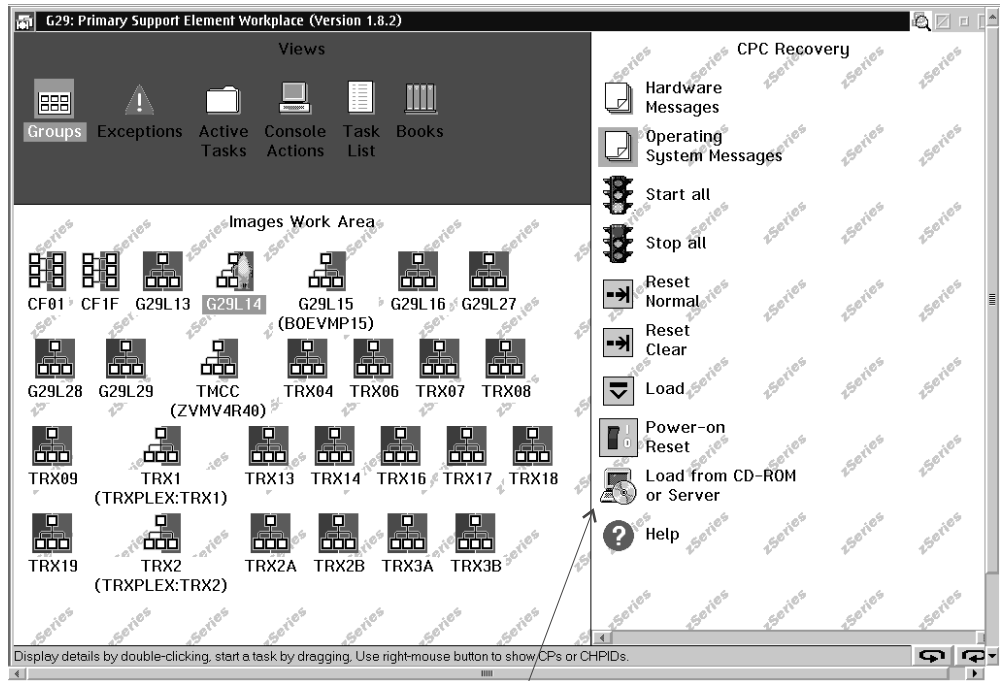 G29: Primary Support Element Workplace (Version 1.8.2)
Views
Groups
Exceptions
Active
Tasks
Console
Actions
Task
List
Books
Images Work Area
CF01 CF1F G29L13 G29L14 G29L15 G29L16 G29L27
(BOEVMP15)
G29L28 G29L29 TMCC TRX04 TRX06 TRX07 TRX08
(ZVMV4R40)
TRX09 TRX1 TRX13 TRX14 TRX16 TRX17 TRX18
(TRXPLEX:TRX1)
TRX19 TRX2 TRX2A TRX2B TRX3A TRX3B
(TRXPLEX:TRX2)
CPC Recovery
Hardware
Messages
Operating
System Messages
Start all
Stop all
Reset
Normal
Reset
Clear
Load
Power-on
Reset
Load from CD-ROM
or Server
Help
zSeries
Display details by double-clicking, start a task by dragging, Use right-mouse button to show CPs or CHPIDs.